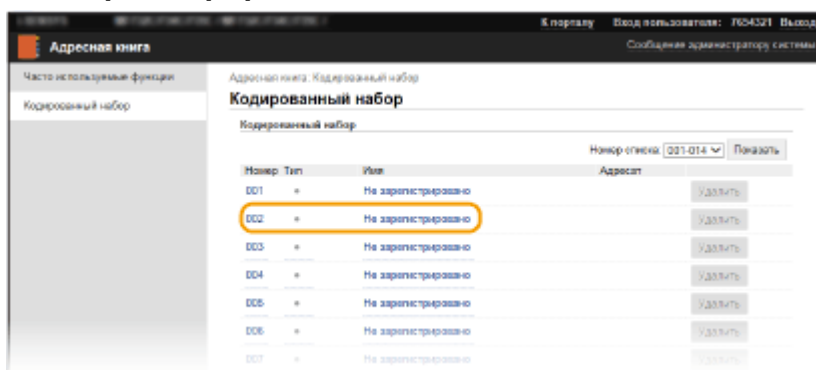 К порталу Вход пользователя: 7654321 Выход
Адресная книга
Сообщение администратору системы
Часто используемые функции
Кодированный набор
Адресная книга: Кодированный набор
Кодированный набор
Кодированный набор
Номер списка: 001-014 Показать
Номер Тип Имя Адресат
001 Не зарегистрировано Удалить
002 Не зарегистрировано Удалить
003 Не зарегистрировано Удалить
004 Не зарегистрировано Удалить
005 Не зарегистрировано Удалить
006 Не зарегистрировано Удалить
007 Не зарегистрировано Удалить